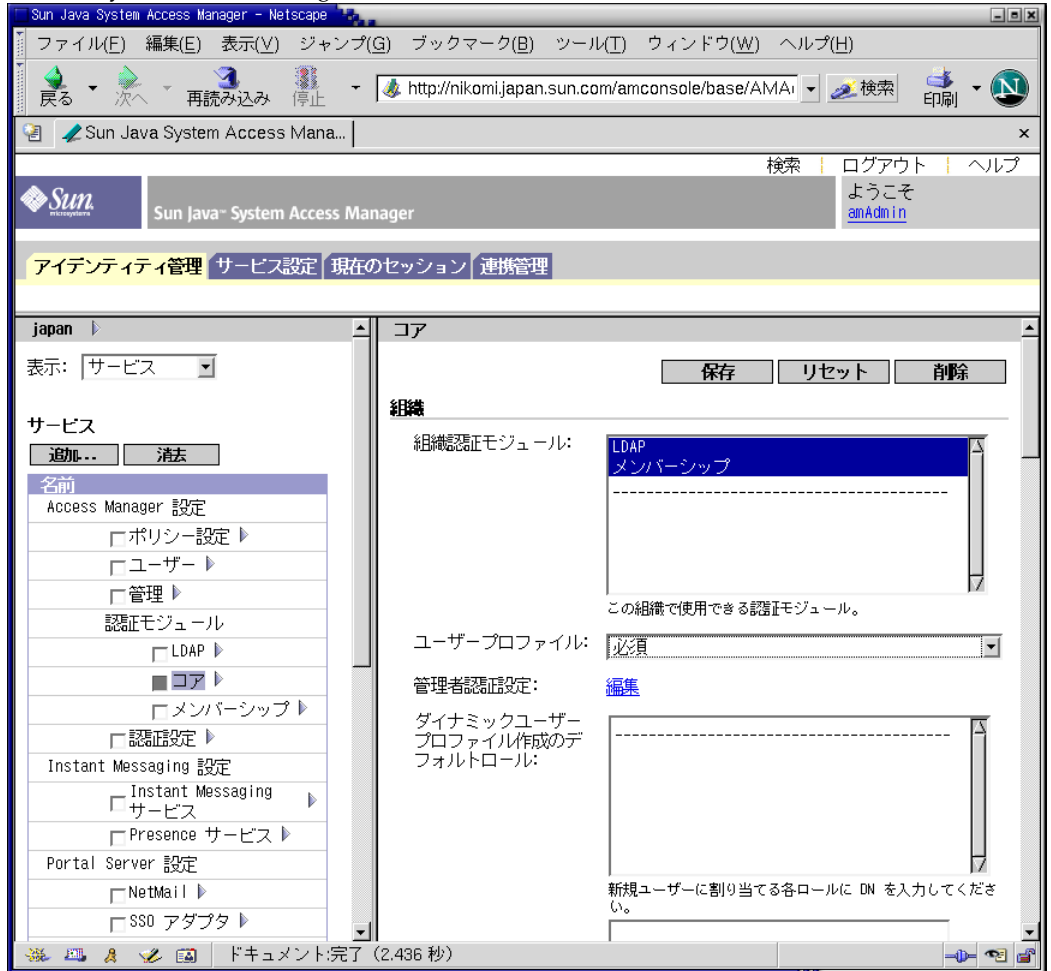 Sun Java System Access Manager - Netscape
ファイル(F) 編集(E) 表示(V) ジャンプ(G) ブックマーク(B) ツール(T) ウィンドウ(W) ヘルプ(H)
戻る 次へ 再読み込み 停止 http://nikomi.japan.sun.com/amconsole/base/AMA 検索 印刷 N
Sun Java System Access Mana... x
検索 | ログアウト | ヘルプ
Sun microsystems
Sun Java™ System Access Manager
ようこそ
amAdmin
アイデンティティ管理 サービス設定 現在のセッション 連携管理
japan
表示: サービス
サービス
追加... 消去
名前
Access Manager 設定
ポリシー設定
ユーザー
管理
認証モジュール
LDAP
コア
メンバーシップ
認証設定
Instant Messaging 設定
Instant Messaging
サービス
Presence サービス
Portal Server 設定
NetMail
SSO アダプタ
コア
保存 リセット 削除
組織
組織認証モジュール:
LDAP
メンバーシップ
----------------------------------------
この組織で使用できる認証モジュール。
ユーザープロファイル: 必須
管理者認証設定: 編集
ダイナミックユーザー
プロファイル作成のデ
フォルトロール:
----------------------------------------
新規ユーザーに割り当てる各ロールに DN を入力してくださ
い。
ドキュメント:完了 (2.436 秒)